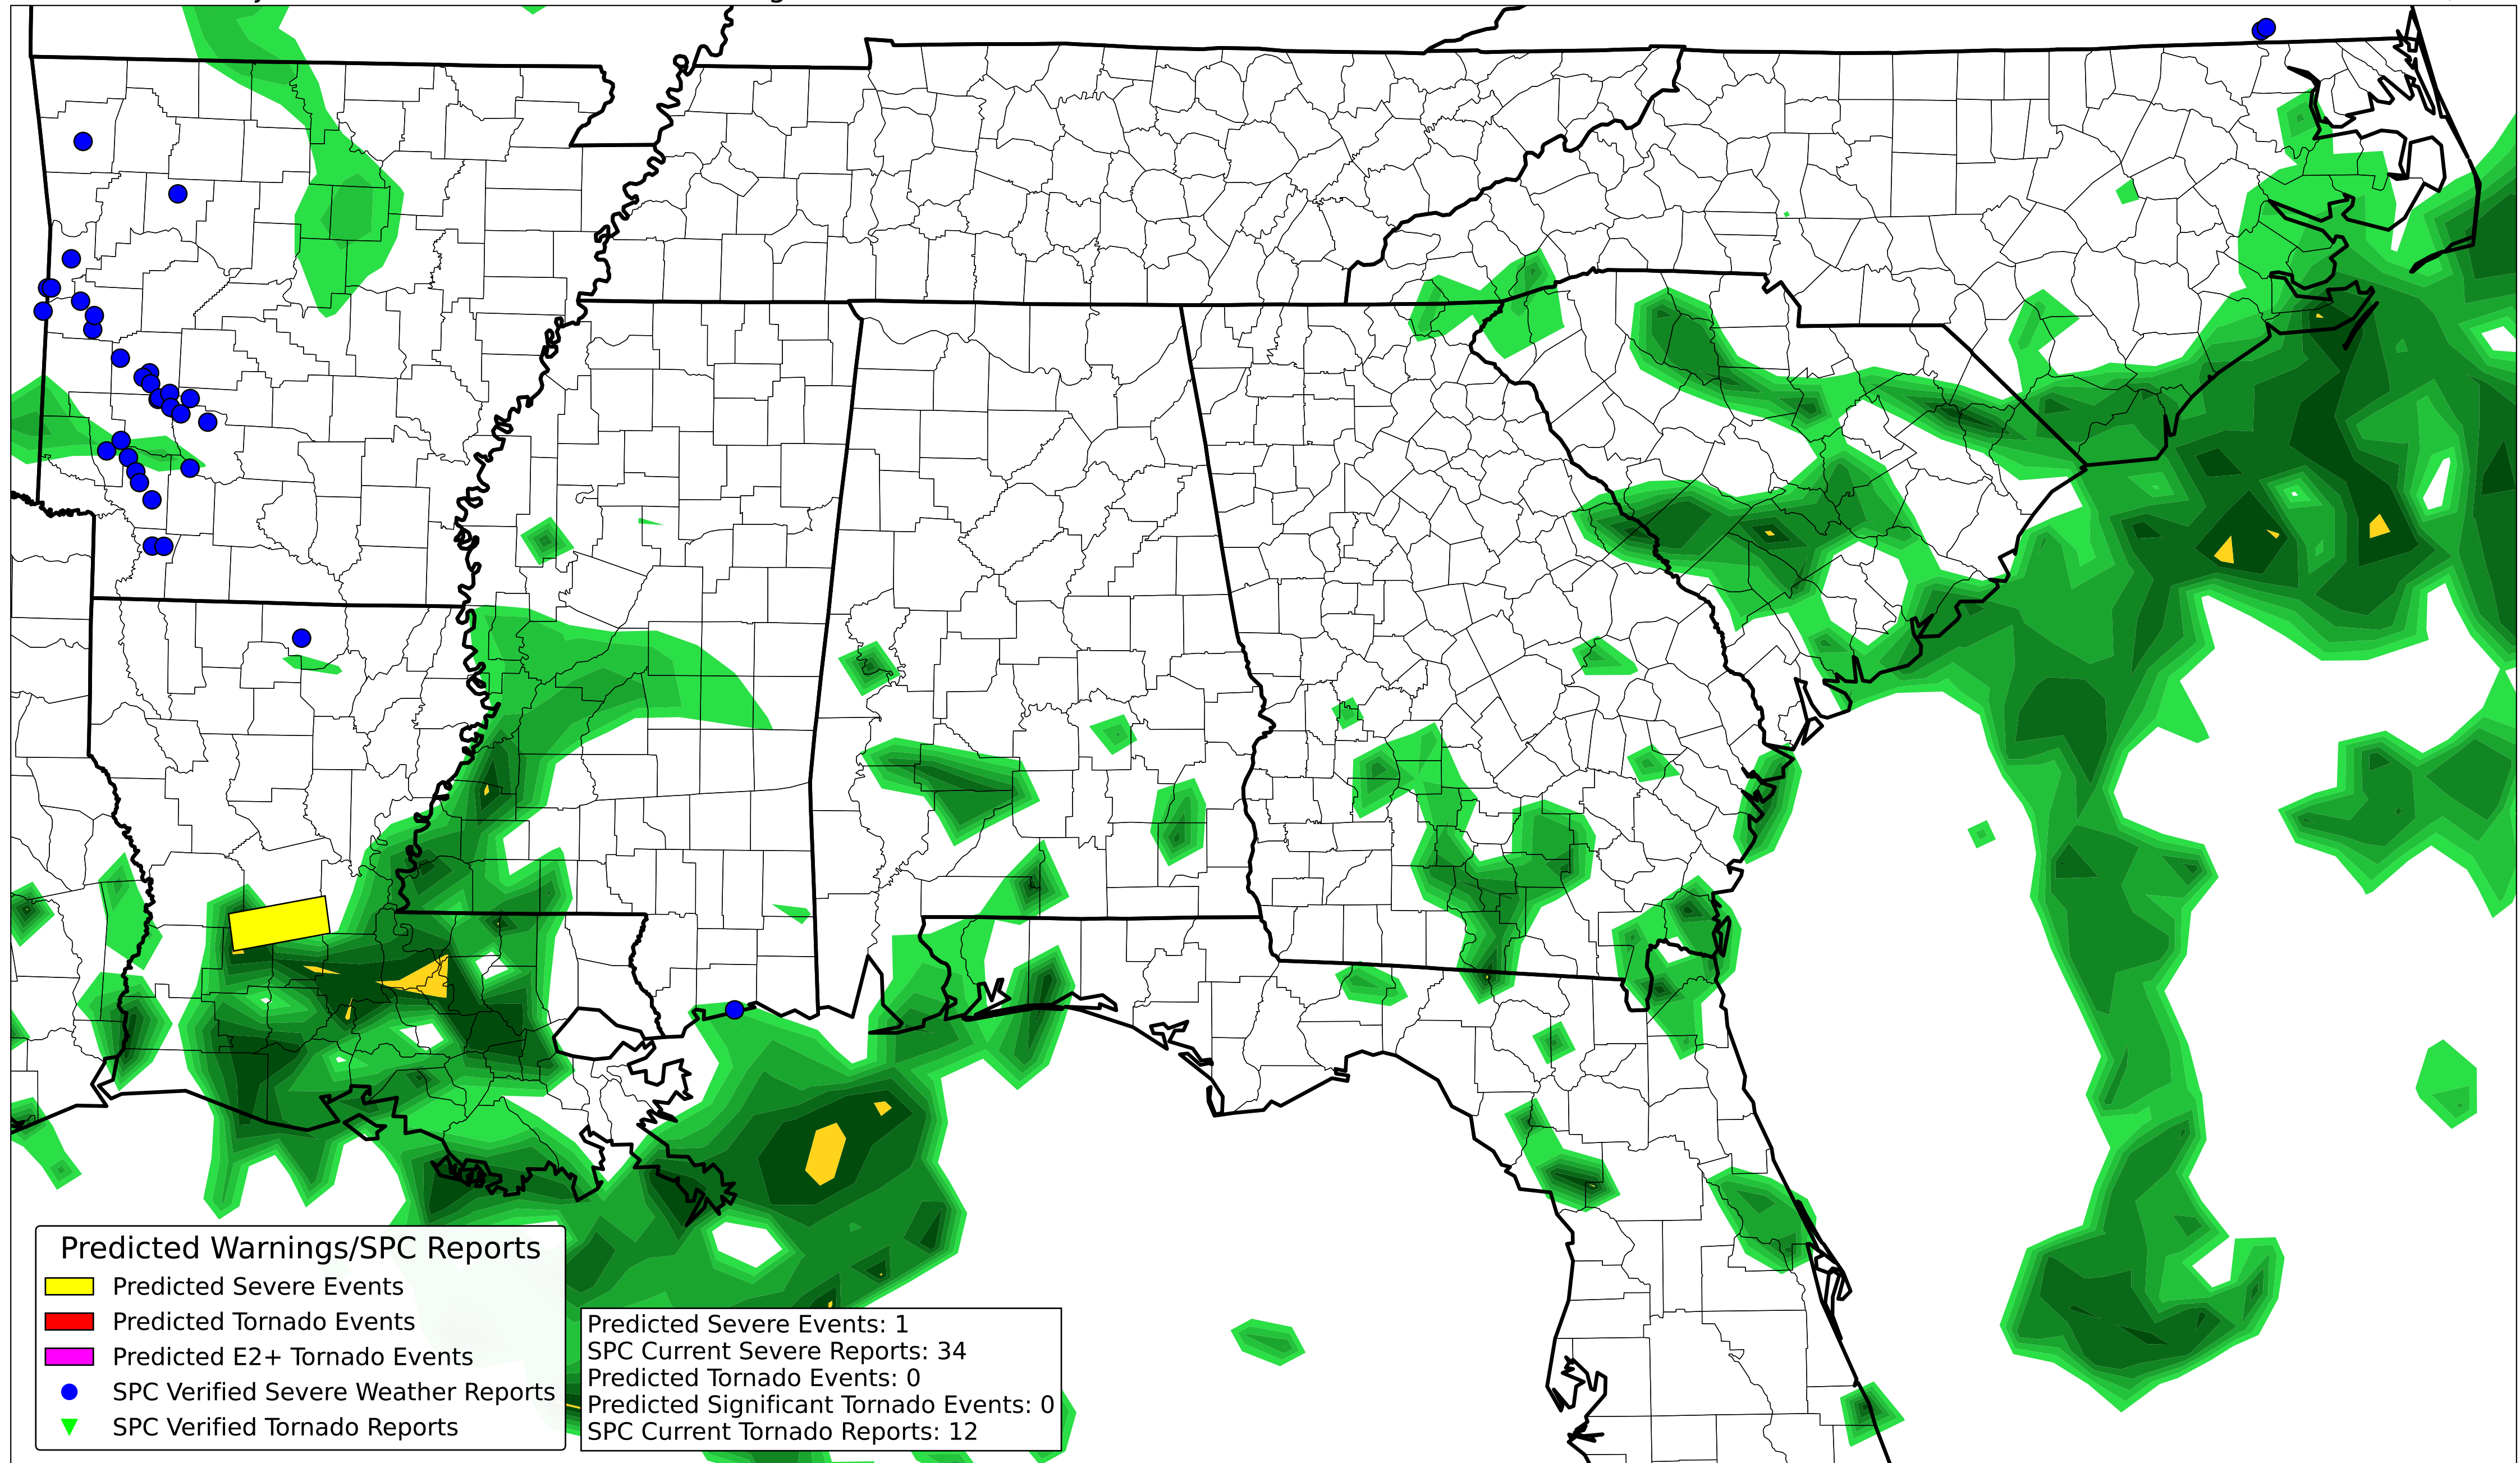 Predicted Warnings/SPC Reports
Predicted Severe Events
Predicted Tornado Events
Predicted E2+ Tornado Events
SPC Verified Severe Weather Reports
SPC Verified Tornado Reports
Predicted Severe Events: 1
SPC Current Severe Reports: 34
Predicted Tornado Events: 0
Predicted Significant Tornado Events: 0
SPC Current Tornado Reports: 12